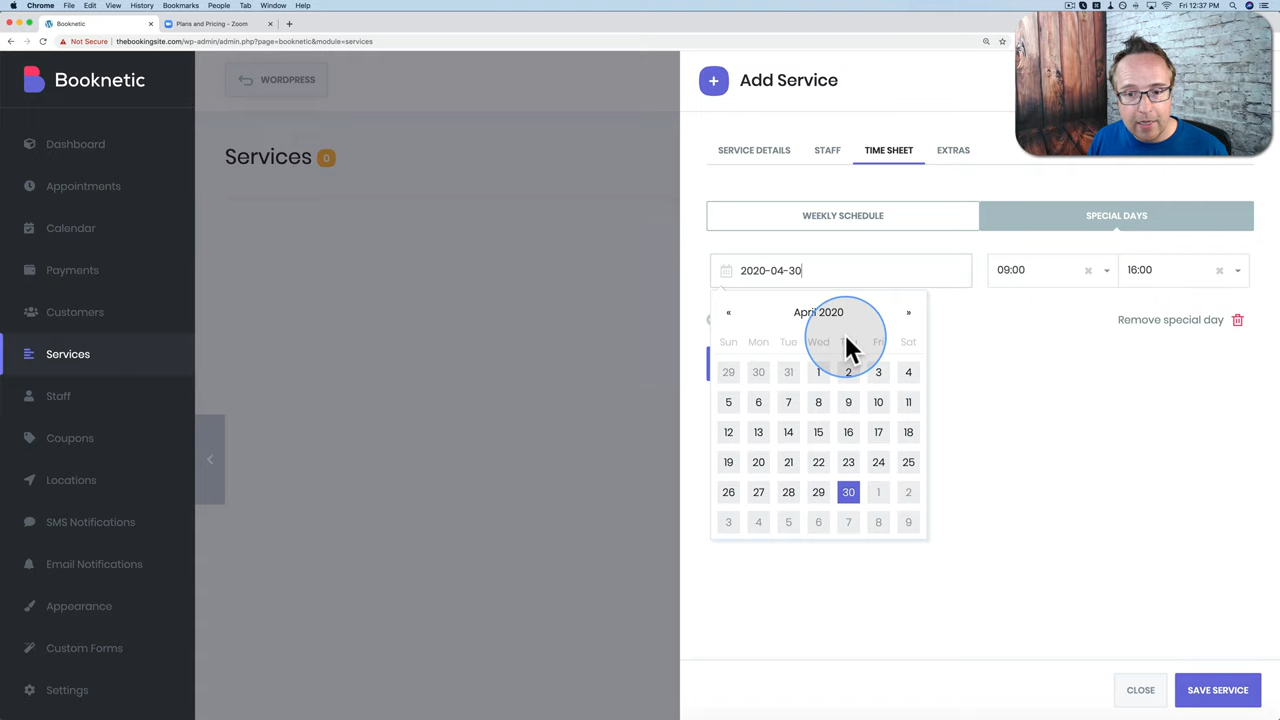 Chrome File Edit View History Bookmarks People Tab Window Help
Fri 12:37 PM
Booknetic
Plans and Pricing - Zoom
Not Secure thebookingsite.com/wp-admin/admin.php?page=booknetic&module=services
Booknetic
WORDPRESS
Add Service
Dashboard
SERVICE DETAILS STAFF TIME SHEET EXTRAS
Services 0
Appointments
WEEKLY SCHEDULE SPECIAL DAYS
Calendar
Payments
2020-04-30 09:00 16:00
Customers
April 2020
Remove special day
Sun Mon Tue Wed Fri Sat
Services
29 30 31 1 2 3 4
Staff
5 6 7 8 9 10 11
Coupons
12 13 14 15 16 17 18
19 20 21 22 23 24 25
Locations
26 27 28 29 30 1 2
SMS Notifications
3 4 5 6 7 8 9
Email Notifications
Appearance
Custom Forms
Settings
CLOSE SAVE SERVICE